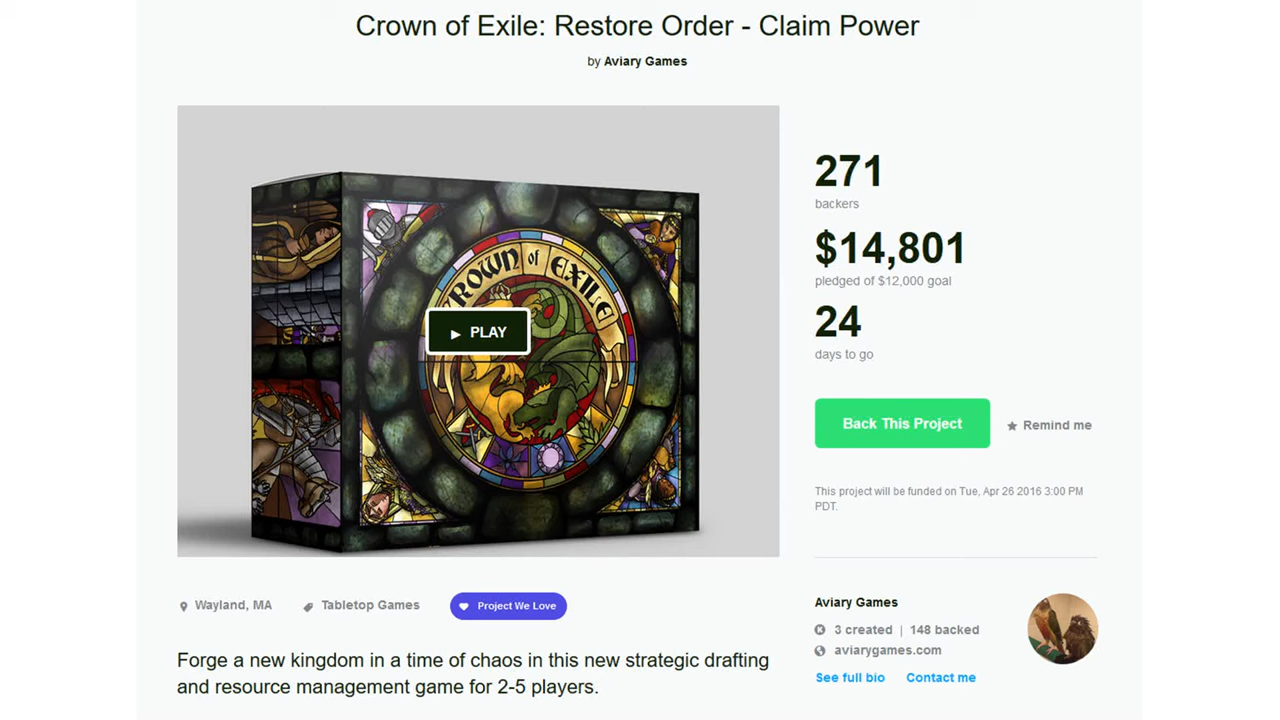 Crown of Exile: Restore Order - Claim Power
by Aviary Games
CROWN of EXILE
PLAY
271
backers
$14,801
pledged of $12,000 goal
24
days to go
Back This Project
Remind me
This project will be funded on Tue, Apr 26 2016 3:00 PM
PDT.
Wayland, MA
Tabletop Games
Project We Love
Forge a new kingdom in a time of chaos in this new strategic drafting
and resource management game for 2-5 players.
Aviary Games
3 created | 148 backed
aviarygames.com
See full bio
Contact me